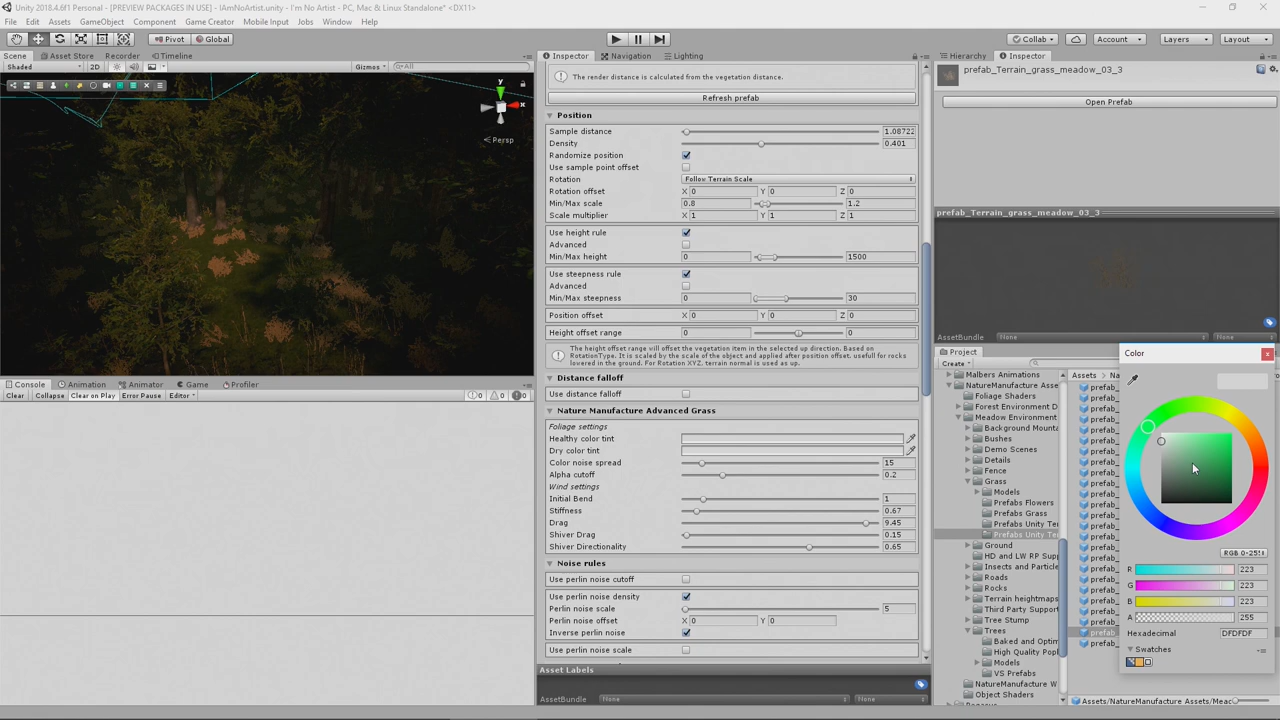 Unity 2018.4.6f1 Personal - [PREVIEW PACKAGES IN USE] - IAmNoArtist.unity - I'm No Artist - PC, Mac & Linux Standalone* <DX11>
File Edit Assets GameObject Component Game Creator Mobile Input Jobs Window Help
Pivot Global Collab Account Layers Layout
Scene Asset Store Recorder Timeline
Shaded 2D Gizmos All
y
x
Persp
Console Animation Animator Game Profiler
Clear Collapse Clear on Play Error Pause Editor 0 0 0
Inspector Navigation Lighting
The render distance is calculated from the vegetation distance.
Refresh prefab
Position
Sample distance 1.08722
Density 0.401
Randomize position
Use sample point offset
Rotation Follow Terrain Scale
Rotation offset X 0 Y 0 Z 0
Min/Max scale 0.8 1.2
Scale multiplier X 1 Y 1 Z 1
Use height rule
Advanced
Min/Max height 0 1500
Use steepness rule
Advanced
Min/Max steepness 0 30
Position offset X 0 Y 0 Z 0
Height offset range 0 0
The height offset range will offset the vegetation item in the selected up direction. Based on
RotationType. It is scaled by the scale of the object and applied after position offset. usefull for rocks
lowered in the ground. For Rotation XYZ, terrain normal is used as up.
Distance falloff
Use distance falloff
Nature Manufacture Advanced Grass
Foliage settings
Healthy color tint
Dry color tint
Color noise spread 15
Alpha cutoff 0.2
Wind settings
Initial Bend 1
Stiffness 0.67
Drag 9.45
Shiver Drag 0.15
Shiver Directionality 0.65
Noise rules
Use perlin noise cutoff
Use perlin noise density
Perlin noise scale 5
Perlin noise offset X 0 Y 0
Inverse perlin noise
Use perlin noise scale
Asset Labels
AssetBundle None None
Hierarchy Inspector
prefab_Terrain_grass_meadow_03_3
Open Prefab
prefab_Terrain_grass_meadow_03_3
AssetBundle None None
Project
Create
Malbers Animations
NatureManufacture Asse
Foliage Shaders
Forest Environment D
Meadow Environment
Background Mounta
Bushes
Demo Scenes
Details
Fence
Grass
Models
Prefabs Flowers
Prefabs Grass
Prefabs Unity Ter
Prefabs Unity Ter
Ground
HD and LW RP Supp
Insects and Particle
Roads
Rocks
Terrain heightmaps
Third Party Support
Tree Stump
Trees
Baked and Optim
High Quality Popl
Models
VS Prefabs
NatureManufacture W
Object Shaders
Assets Na
prefab_
prefab_
prefab_
prefab_
Assets/NatureManufacture Assets/Meac
Color
RGB 0-255
R 223
G 223
B 223
A 255
Hexadecimal DFDFDF
Swatches